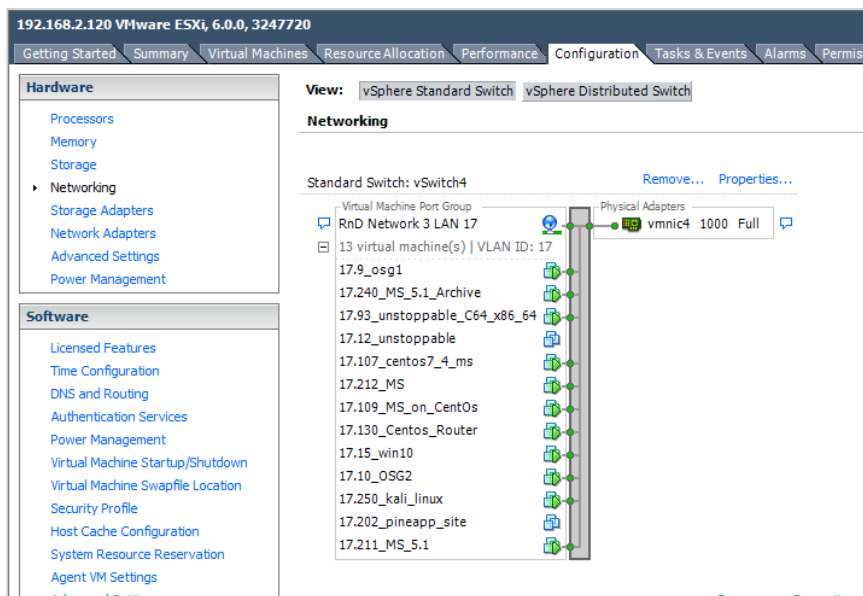 192.168.2.120 VMware ESXi, 6.0.0, 3247720
Getting Started Summary Virtual Machines Resource Allocation Performance Configuration Tasks & Events Alarms Permis
Hardware
Processors
Memory
Storage
Networking
Storage Adapters
Network Adapters
Advanced Settings
Power Management
Software
Licensed Features
Time Configuration
DNS and Routing
Authentication Services
Power Management
Virtual Machine Startup/Shutdown
Virtual Machine Swapfile Location
Security Profile
Host Cache Configuration
System Resource Reservation
Agent VM Settings
View: vSphere Standard Switch vSphere Distributed Switch
Networking
Standard Switch: vSwitch4 Remove... Properties...
Virtual Machine Port Group
RnD Network 3 LAN 17
13 virtual machine(s) | VLAN ID: 17
17.9_osg1
17.240_MS_5.1_Archive
17.93_unstoppable_C64_x86_64
17.12_unstoppable
17.107_centos7_4_ms
17.212_MS
17.109_MS_on_CentOs
17.130_Centos_Router
17.15_win10
17.10_OSG2
17.250_kali_linux
17.202_pineapp_site
17.211_MS_5.1
Physical Adapters
vmnic4 1000 Full